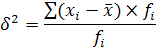 δ² = ∑(xᵢ − x̄) × fᵢ / fᵢ